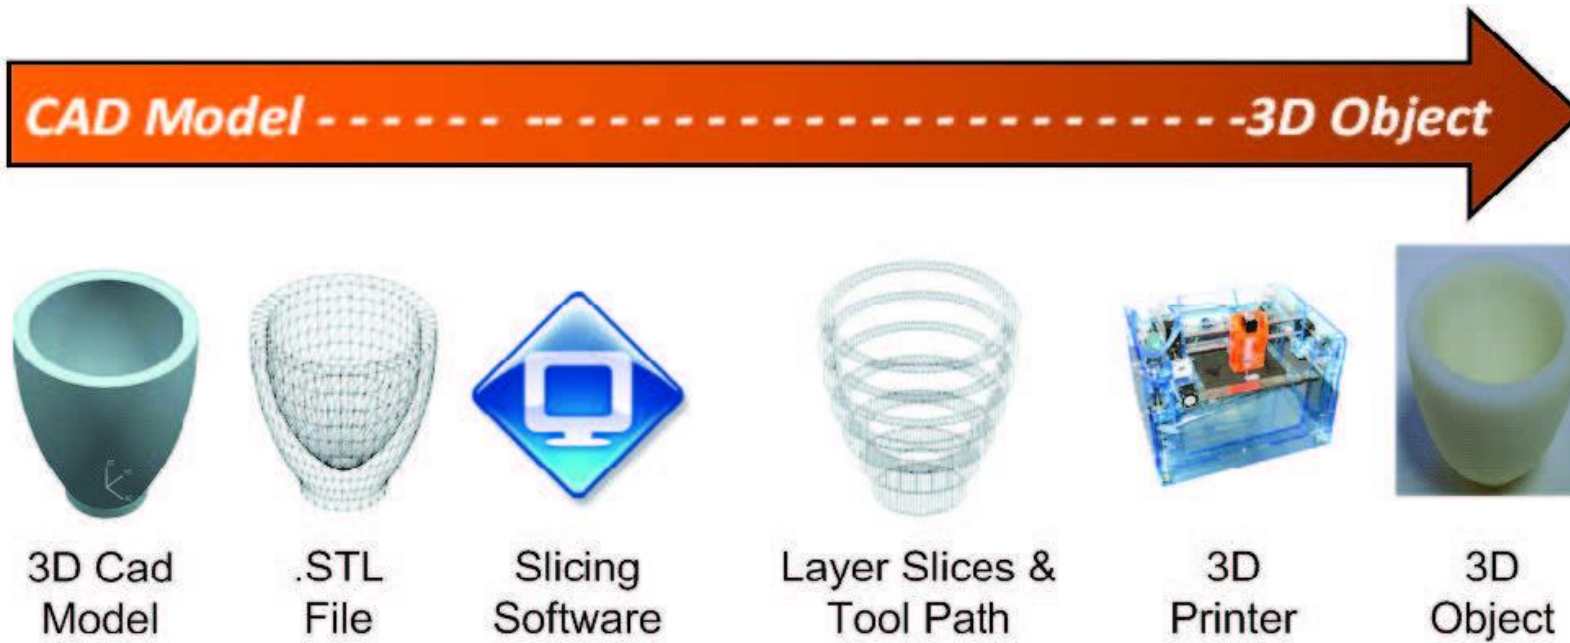 CAD Model - - - - - - -- - - - - - - - - - - - - - - - - - - - - - - -3D Object
3D Cad
Model
.STL
File
Slicing
Software
Layer Slices &
Tool Path
3D
Printer
3D
Object